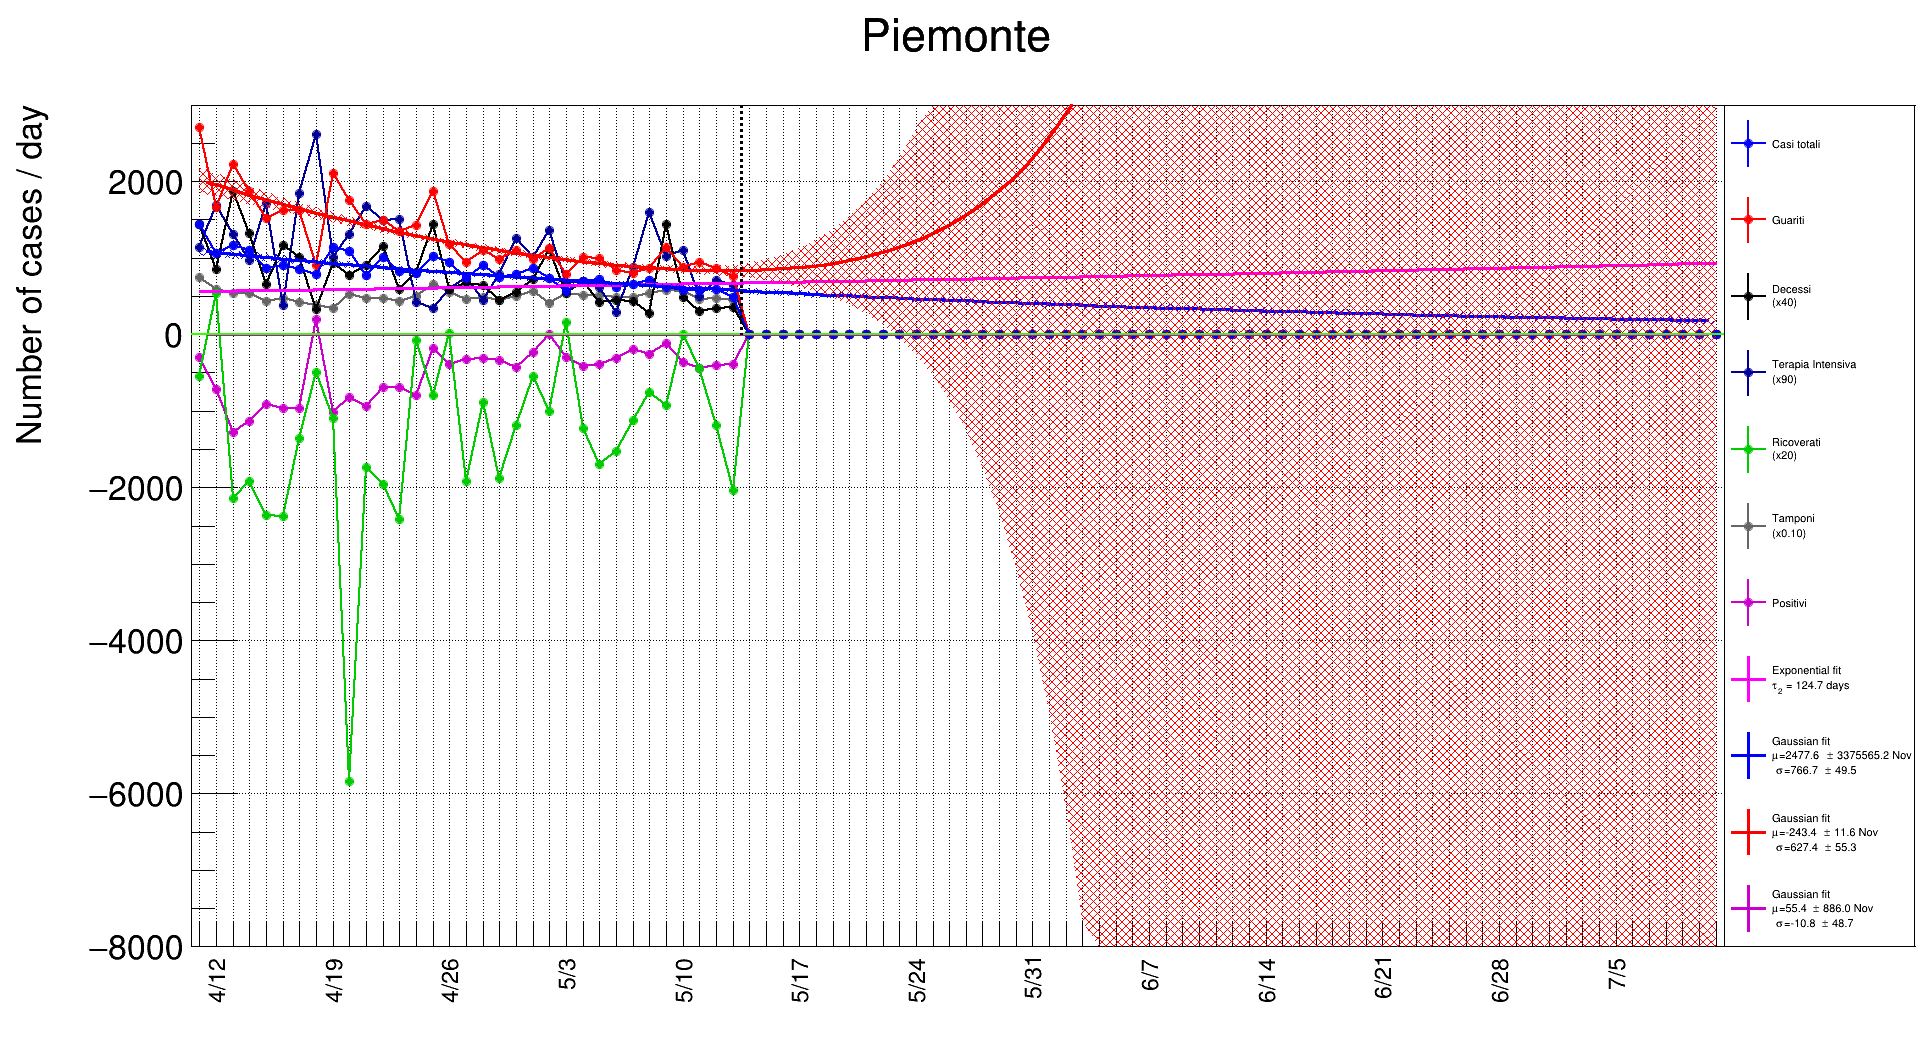 Piemonte
Number of cases / day
2000
0
−2000
−4000
−6000
−8000
4/12
4/19
4/26
5/3
5/10
5/17
5/24
5/31
6/7
6/14
6/21
6/28
7/5
Casi totali
Guariti
Decessi
(x40)
Terapia Intensiva
(x90)
Ricoverati
(x20)
Tamponi
(x0.10)
Positivi
Exponential fit
τ2 = 124.7 days
Gaussian fit
μ=2477.6 ± 3375565.2 Nov
σ=766.7 ± 49.5
Gaussian fit
μ=-243.4 ± 11.6 Nov
σ=627.4 ± 55.3
Gaussian fit
μ=55.4 ± 886.0 Nov
σ=-10.8 ± 48.7